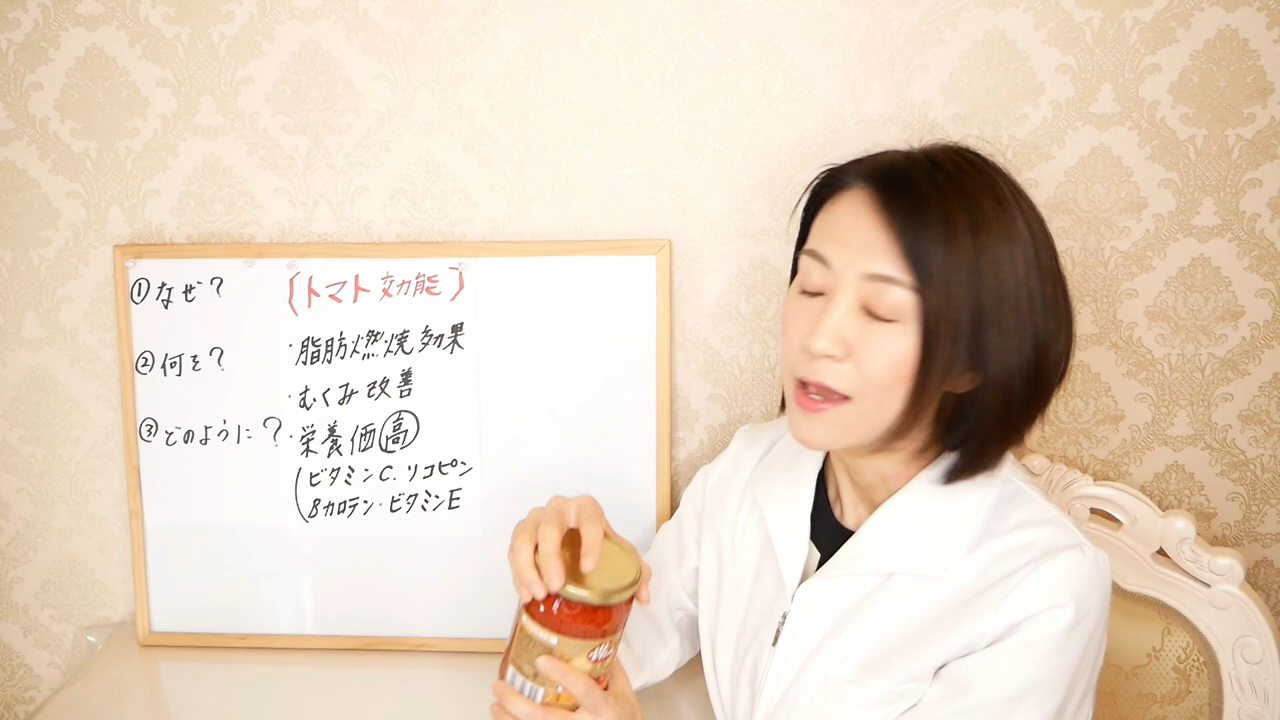 ①なぜ？
②何を？
③どのように？
(トマト効能)
・脂肪燃焼効果
・むくみ改善
・栄養価高
(ビタミンC.リコピン
βカロテン・ビタミンE